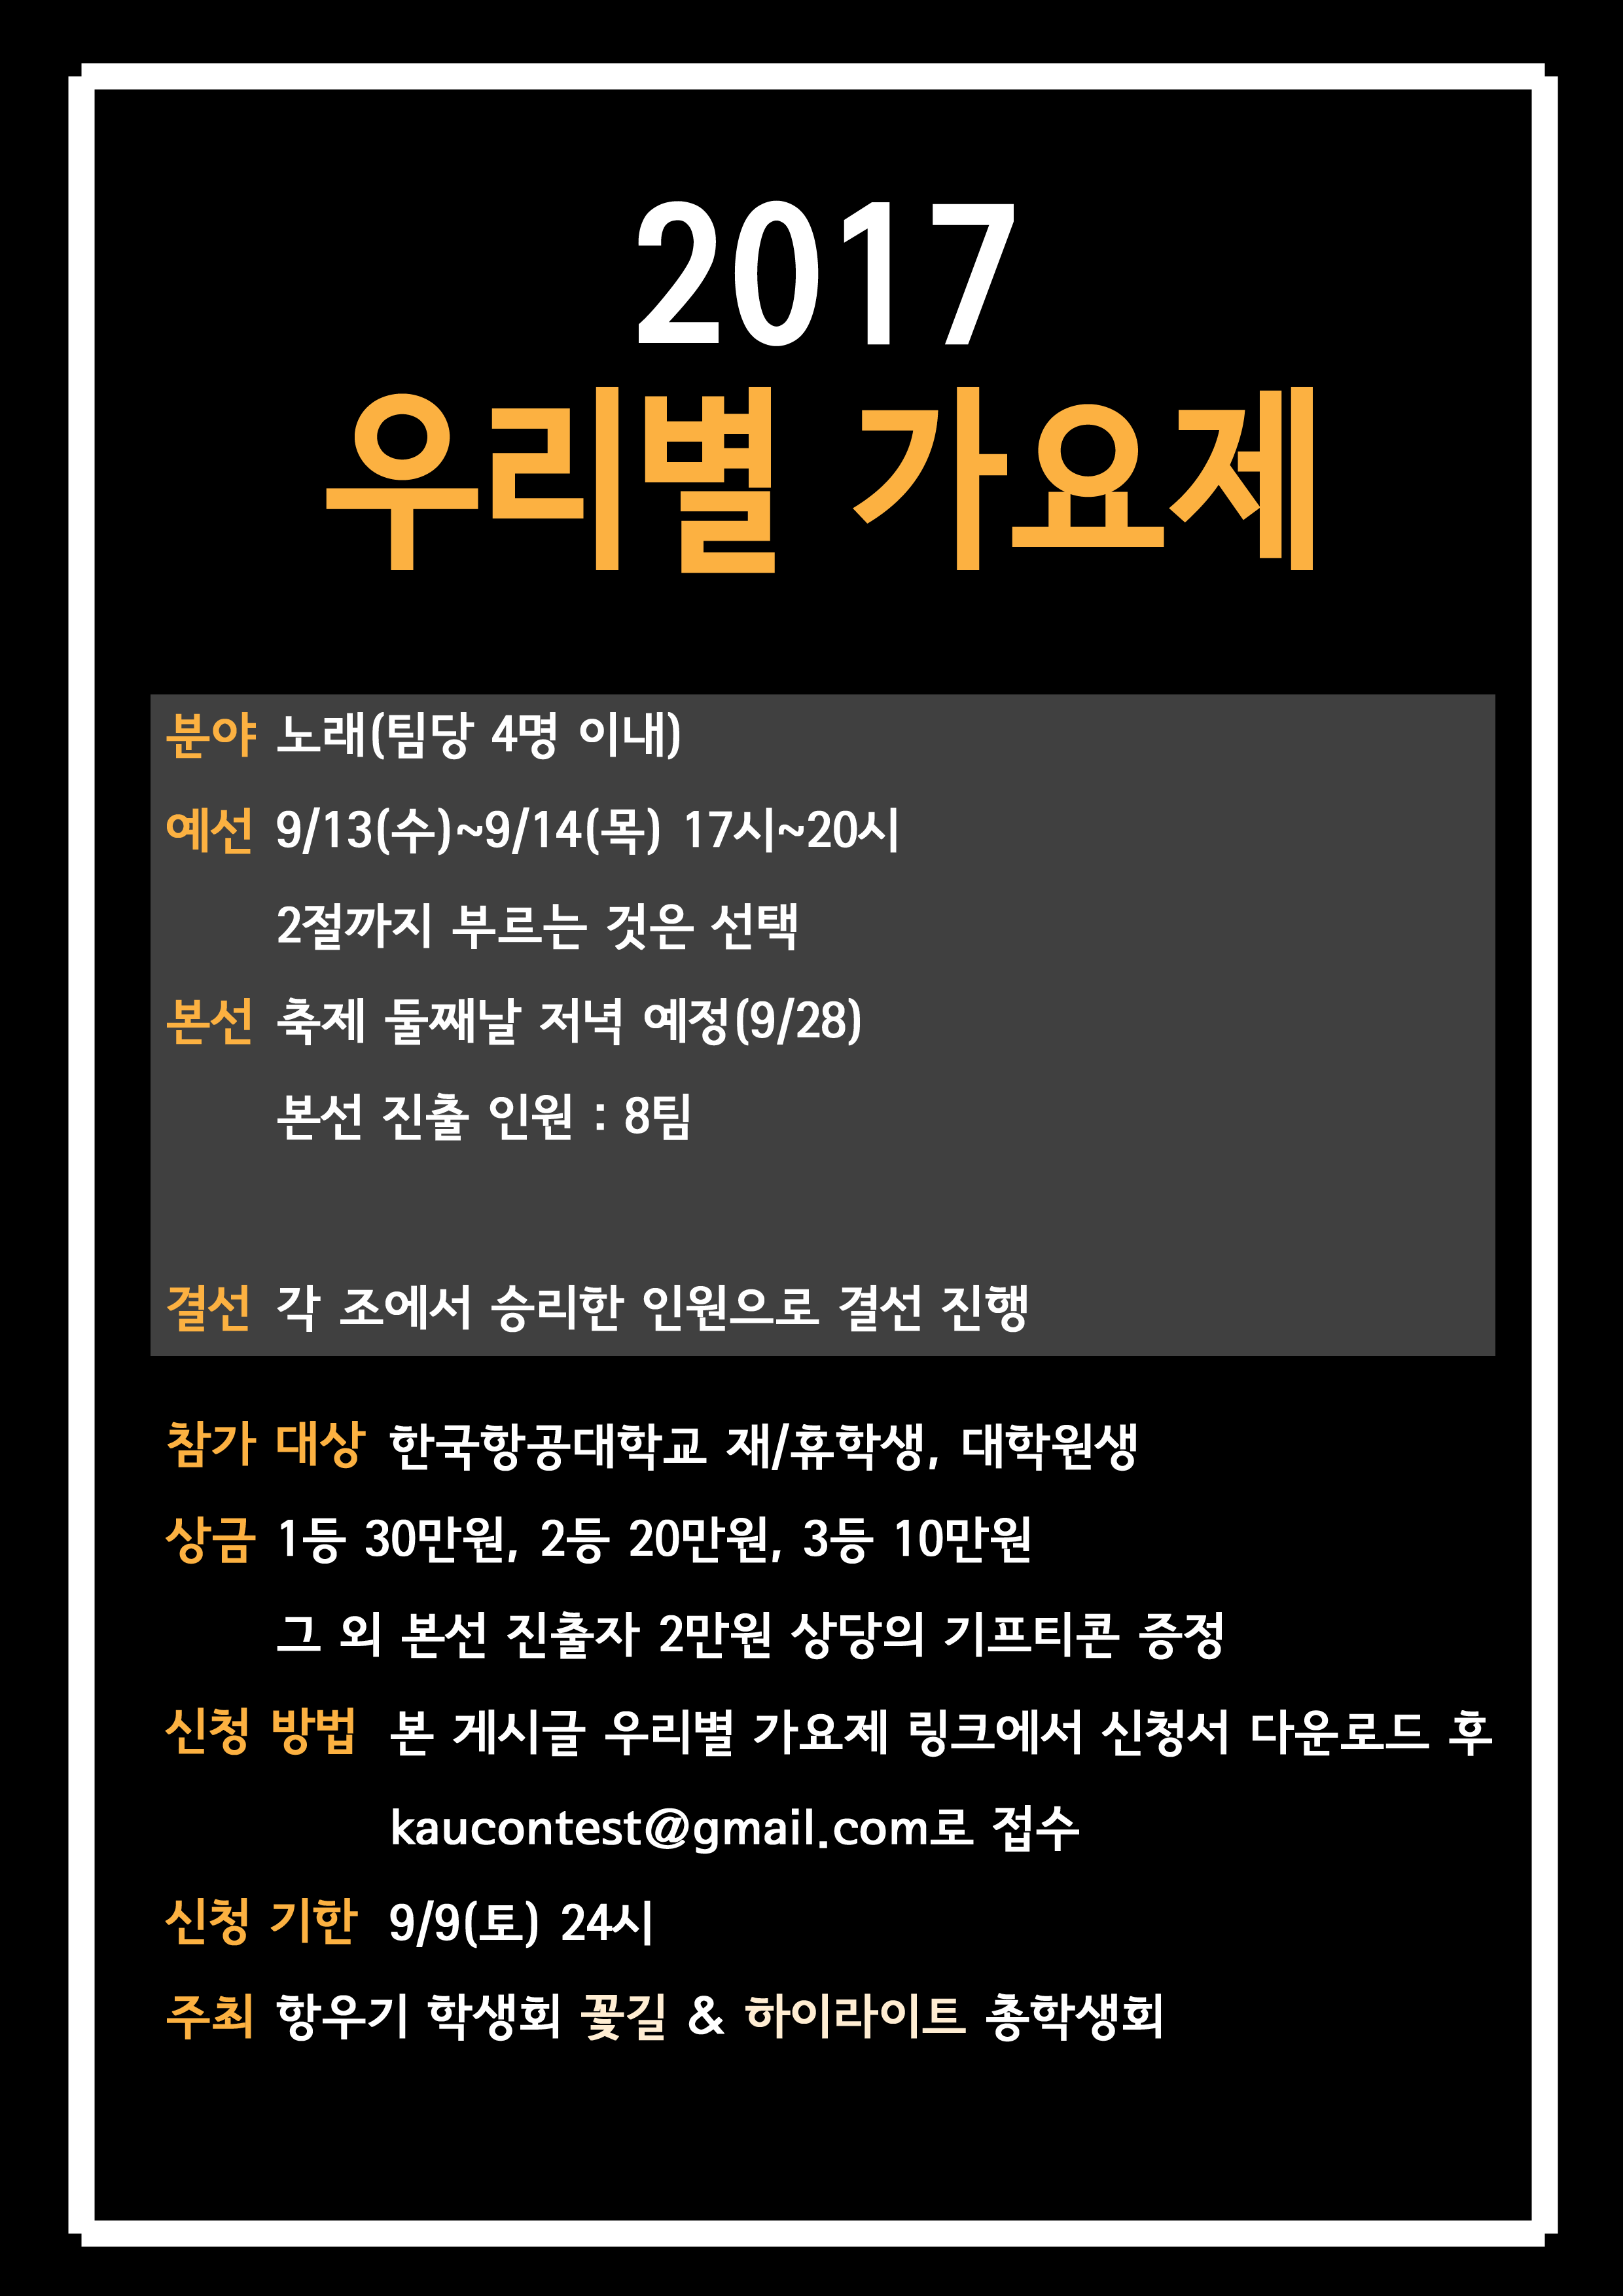 2017
우리별 가요제
분야 노래(팀당 4명 이내)
예선 9/13(수)~9/14(목) 17시~20시
2절까지 부르는 것은 선택
본선 축제 둘째날 저녁 예정(9/28)
본선 진출 인원 : 8팀
결선 각 조에서 승리한 인원으로 결선 진행
참가 대상 한국항공대학교 재/휴학생, 대학원생
상금 1등 30만원, 2등 20만원, 3등 10만원
그 외 본선 진출자 2만원 상당의 기프티콘 증정
신청 방법 본 게시글 우리별 가요제 링크에서 신청서 다운로드 후
kaucontest@gmail.com로 접수
신청 기한 9/9(토) 24시
주최 항우기 학생회 꽃길 & 하이라이트 총학생회